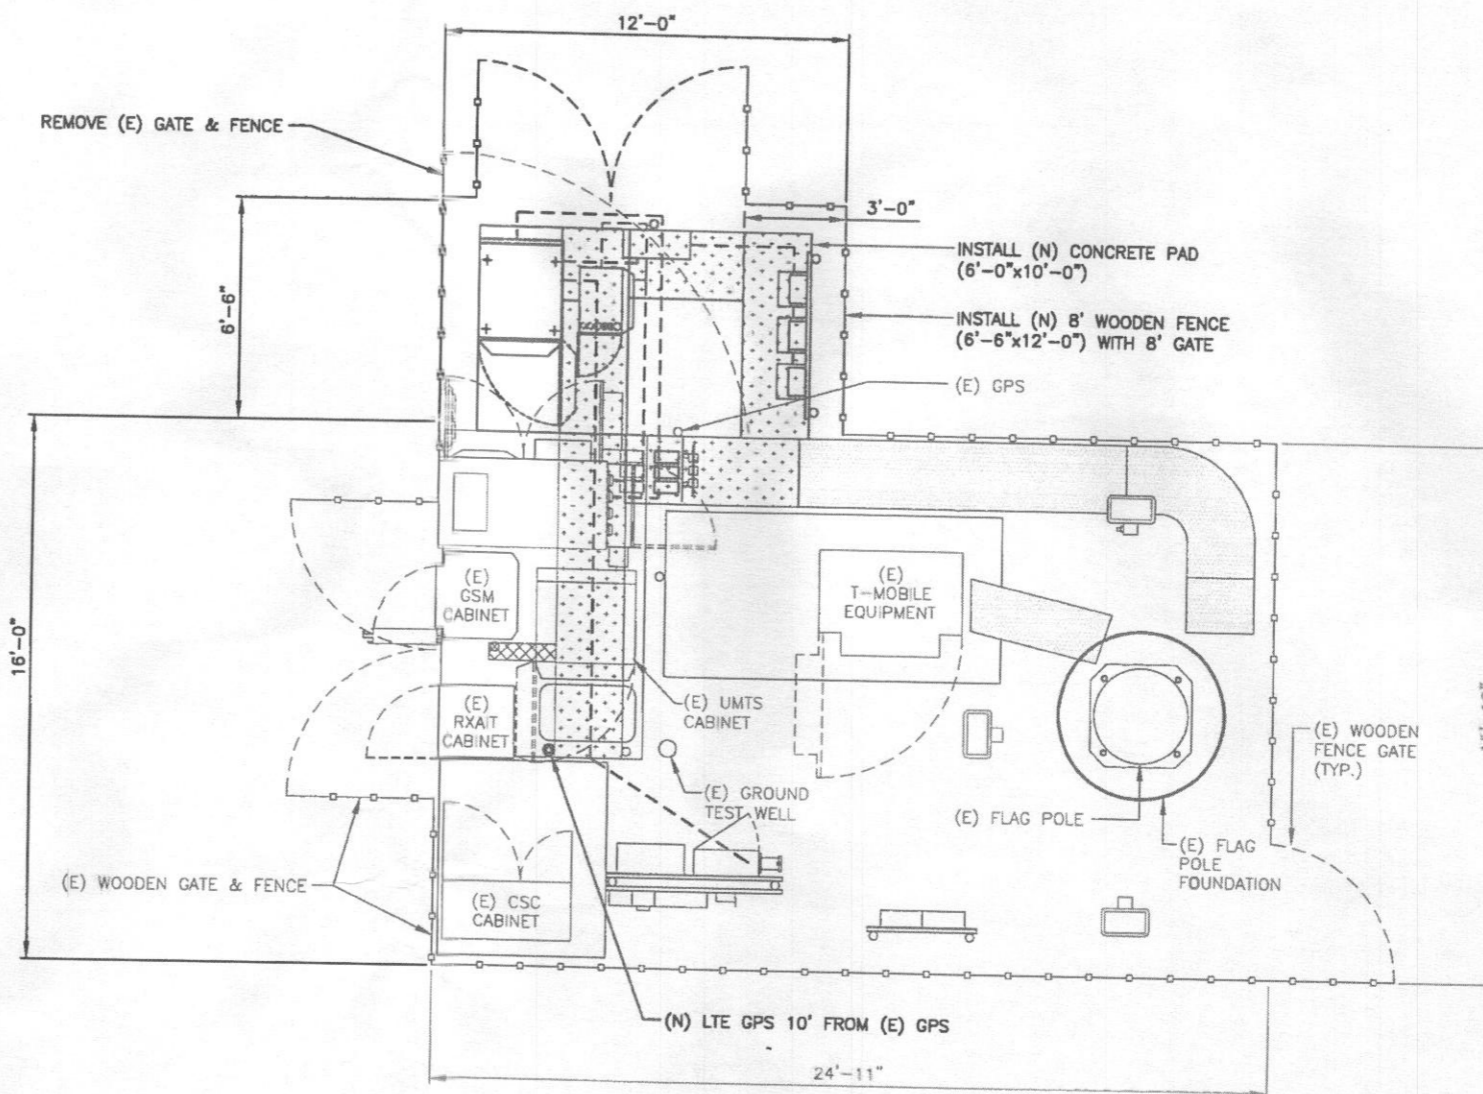 12'-0"
REMOVE (E) GATE & FENCE
3'-0"
INSTALL (N) CONCRETE PAD
(6'-0"x10'-0")
6'-6"
INSTALL (N) 8' WOODEN FENCE
(6'-6"x12'-0") WITH 8' GATE
(E) GPS
(E)
GSM
CABINET
(E)
T-MOBILE
EQUIPMENT
16'-0"
(E)
RXAIT
CABINET
(E) UMTS
CABINET
(E) WOODEN
FENCE GATE
(TYP.)
(E) GROUND
TEST WELL
(E) FLAG POLE
(E) FLAG
POLE
FOUNDATION
(E) WOODEN GATE & FENCE
(E) CSC
CABINET
(N) LTE GPS 10' FROM (E) GPS
24'-11"